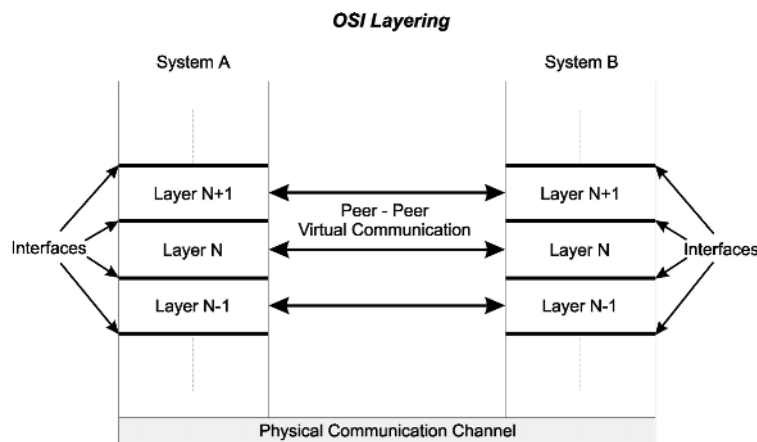 OSI Layering
System A
System B
Layer N+1
Layer N+1
Peer - Peer
Virtual Communication
Interfaces
Layer N
Layer N
Interfaces
Layer N-1
Layer N-1
Physical Communication Channel